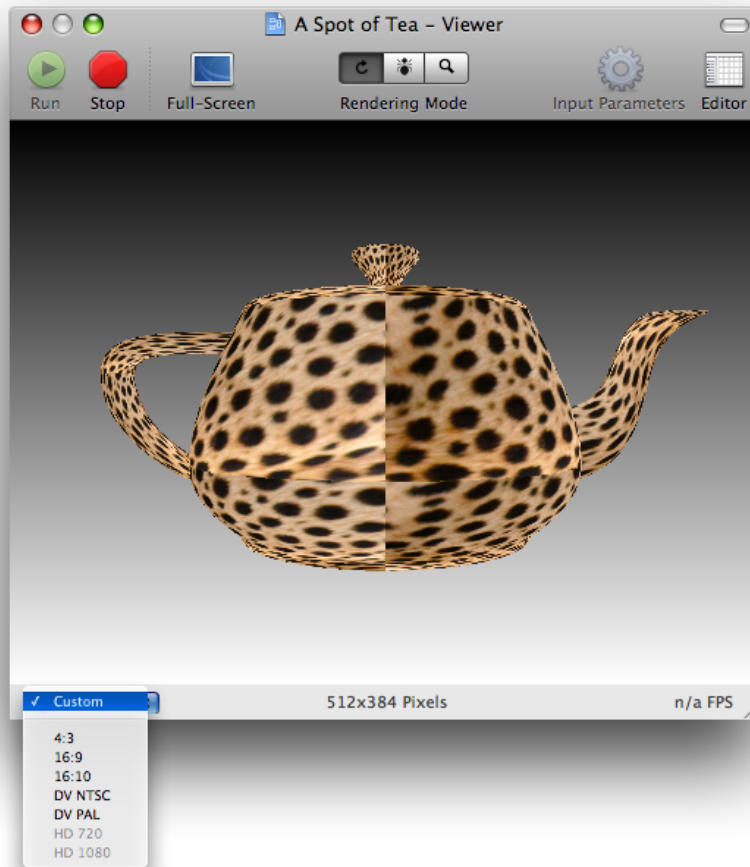 A Spot of Tea – Viewer
Run Stop Full-Screen Rendering Mode Input Parameters Editor
✓ Custom 512x384 Pixels n/a FPS
4:3
16:9
16:10
DV NTSC
DV PAL
HD 720
HD 1080